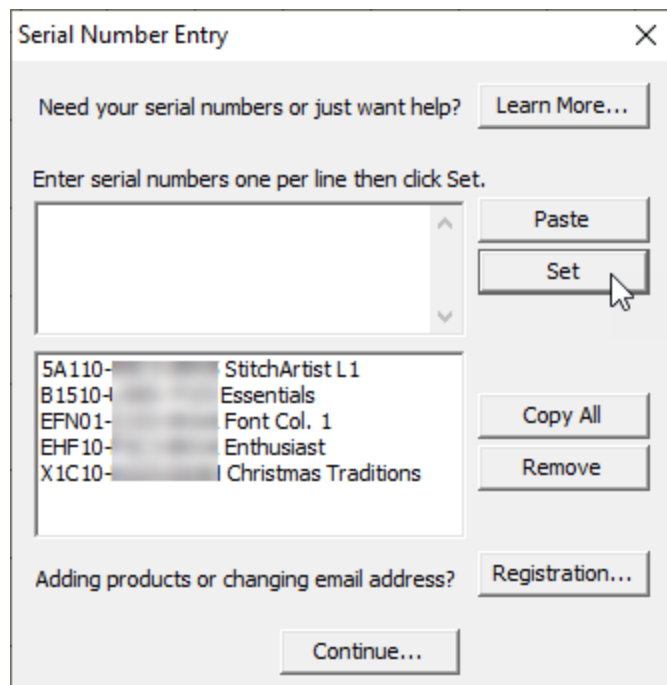 Serial Number Entry
Need your serial numbers or just want help? Learn More...
Enter serial numbers one per line then click Set.
Paste
Set
5A110- StitchArtist L1
B1510- Essentials
EFN01- Font Col. 1
EHF10- Enthusiast
X1C10- Christmas Traditions
Copy All
Remove
Adding products or changing email address? Registration...
Continue...